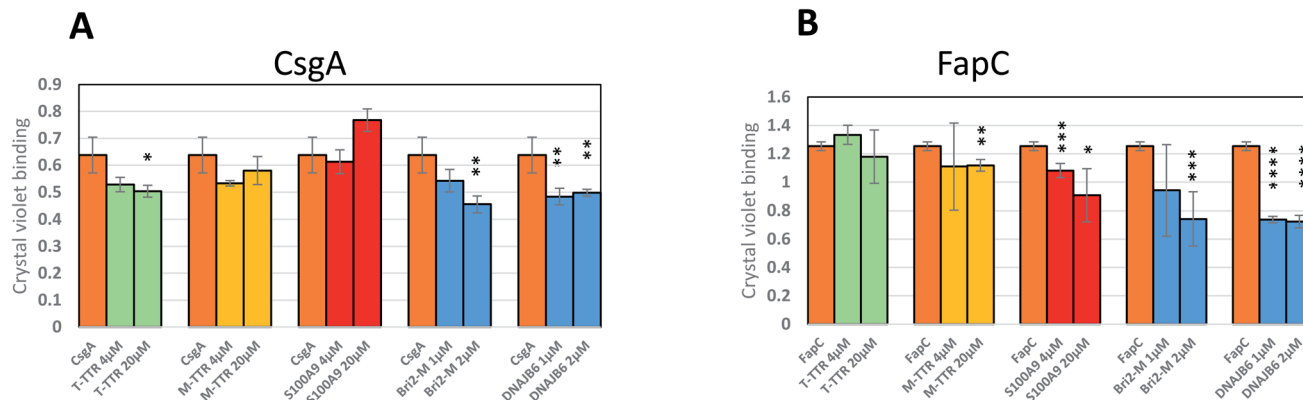 A
CsgA
Crystal violet binding
0.9
0.8
0.7
0.6
0.5
0.4
0.3
0.2
0.1
0
*
**
**
**
CsgA
T-TTR 4µM
T-TTR 20µM
CsgA
M-TTR 4µM
M-TTR 20µM
CsgA
S100A9 4µM
S100A9 20µM
CsgA
Bri2-M 1µM
Bri2-M 2µM
CsgA
DNAJB6 1µM
DNAJB6 2µM
B
FapC
Crystal violet binding
1.6
1.4
1.2
1
0.8
0.6
0.4
0.2
0
**
***
*
***
****
****
FapC
T-TTR 4µM
T-TTR 20µM
FapC
M-TTR 4µM
M-TTR 20µM
FapC
S100A9 4µM
S100A9 20µM
FapC
Bri2-M 1µM
Bri2-M 2µM
FapC
DNAJB6 1µM
DNAJB6 2µM